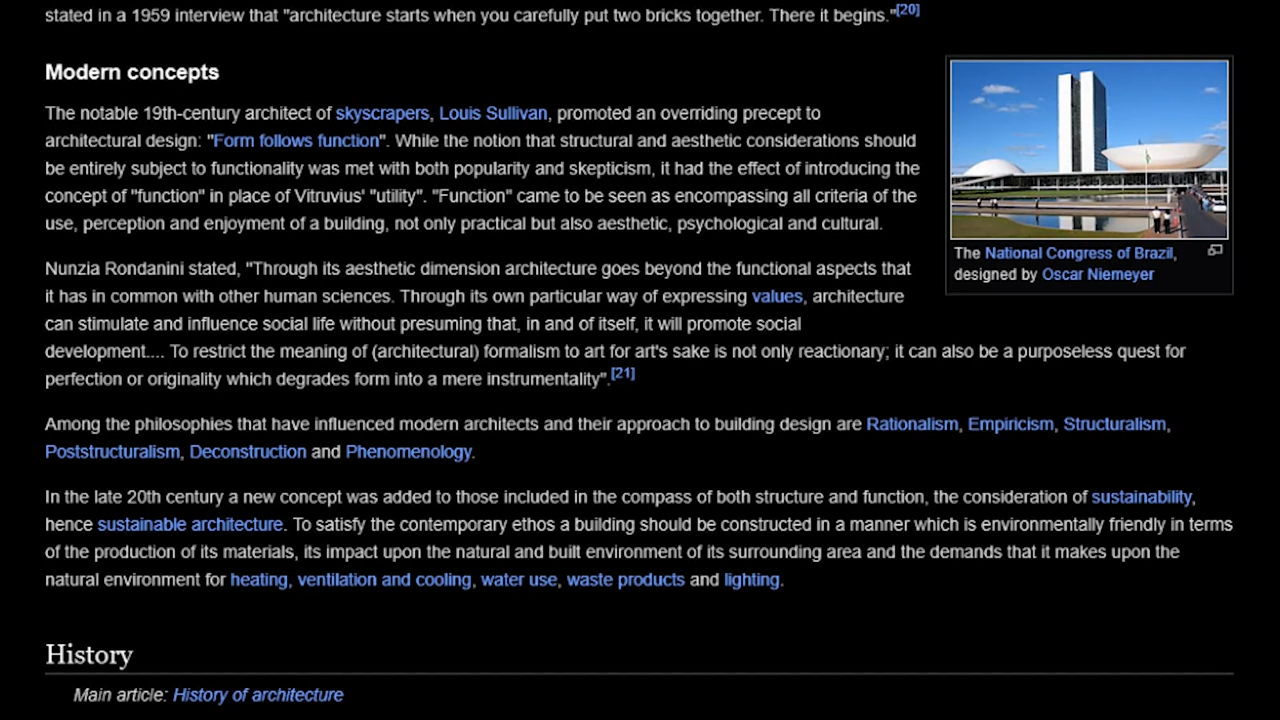 stated in a 1959 interview that "architecture starts when you carefully put two bricks together. There it begins."[20]
Modern concepts
The notable 19th-century architect of skyscrapers, Louis Sullivan, promoted an overriding precept to
architectural design: "Form follows function". While the notion that structural and aesthetic considerations should
be entirely subject to functionality was met with both popularity and skepticism, it had the effect of introducing the
concept of "function" in place of Vitruvius' "utility". "Function" came to be seen as encompassing all criteria of the
use, perception and enjoyment of a building, not only practical but also aesthetic, psychological and cultural.
The National Congress of Brazil,
designed by Oscar Niemeyer
Nunzia Rondanini stated, "Through its aesthetic dimension architecture goes beyond the functional aspects that
it has in common with other human sciences. Through its own particular way of expressing values, architecture
can stimulate and influence social life without presuming that, in and of itself, it will promote social
development.... To restrict the meaning of (architectural) formalism to art for art's sake is not only reactionary; it can also be a purposeless quest for
perfection or originality which degrades form into a mere instrumentality".[21]
Among the philosophies that have influenced modern architects and their approach to building design are Rationalism, Empiricism, Structuralism,
Poststructuralism, Deconstruction and Phenomenology.
In the late 20th century a new concept was added to those included in the compass of both structure and function, the consideration of sustainability,
hence sustainable architecture. To satisfy the contemporary ethos a building should be constructed in a manner which is environmentally friendly in terms
of the production of its materials, its impact upon the natural and built environment of its surrounding area and the demands that it makes upon the
natural environment for heating, ventilation and cooling, water use, waste products and lighting.
History
Main article: History of architecture